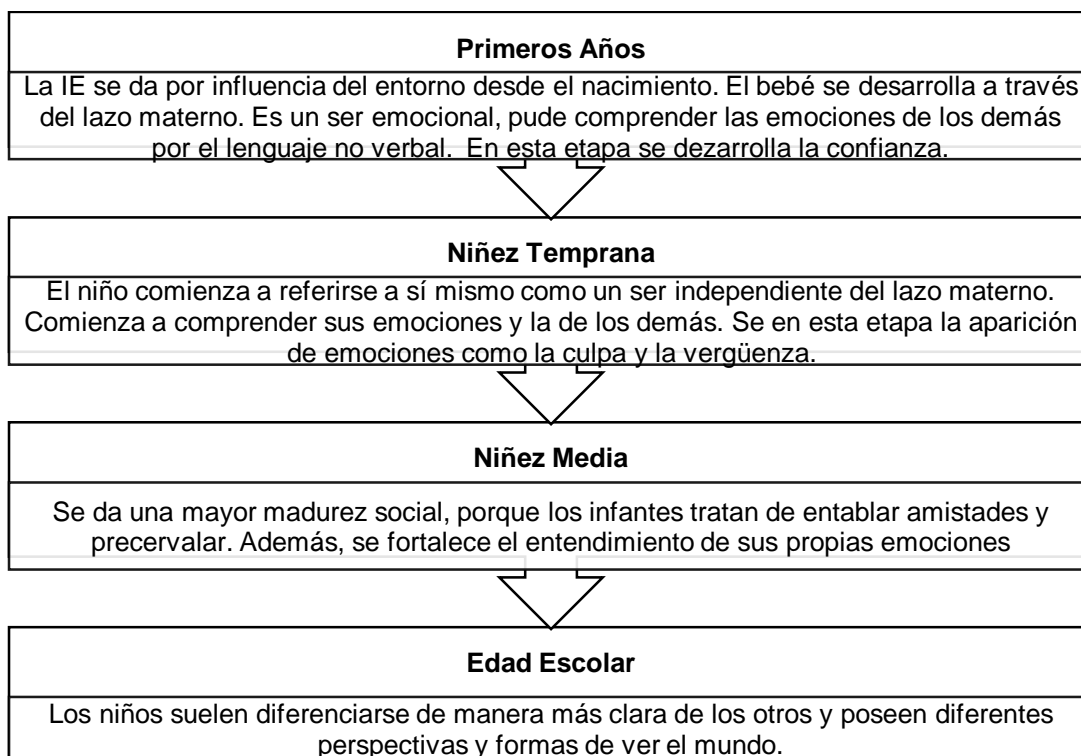 Primeros Años
La IE se da por influencia del entorno desde el nacimiento. El bebé se desarrolla a través
del lazo materno. Es un ser emocional, pude comprender las emociones de los demás
por el lenguaje no verbal. En esta etapa se dezarrolla la confianza.
Niñez Temprana
El niño comienza a referirse a sí mismo como un ser independiente del lazo materno.
Comienza a comprender sus emociones y la de los demás. Se en esta etapa la aparición
de emociones como la culpa y la vergüenza.
Niñez Media
Se da una mayor madurez social, porque los infantes tratan de entablar amistades y
precervalar. Además, se fortalece el entendimiento de sus propias emociones
Edad Escolar
Los niños suelen diferenciarse de manera más clara de los otros y poseen diferentes
perspectivas y formas de ver el mundo.